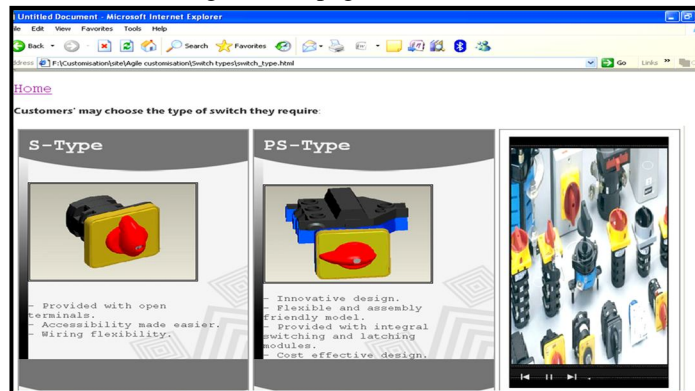 Untitled Document - Microsoft Internet Explorer
Edit View Favorites Tools Help
Back Search Favorites
F:\Customisation\site\Agile customisation\Switch types\switch_type.html Go Links »
Home
Customers' may choose the type of switch they require:
S-Type
- Provided with open
terminals.
- Accessibility made easier.
- Wiring flexibility.
PS-Type
- Innovative design.
- Flexible and assembly
friendly model.
- Provided with integral
switching and latching
modules.
- Cost effective design.